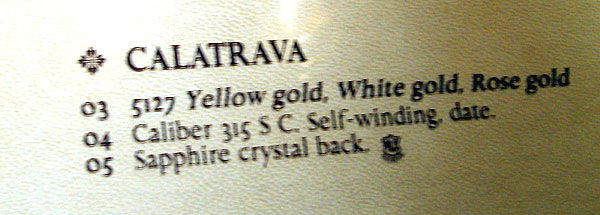 CALATRAVA
03 5127 Yellow gold, White gold, Rose gold
04 Caliber 315 S C. Self-winding, date.
05 Sapphire crystal back.